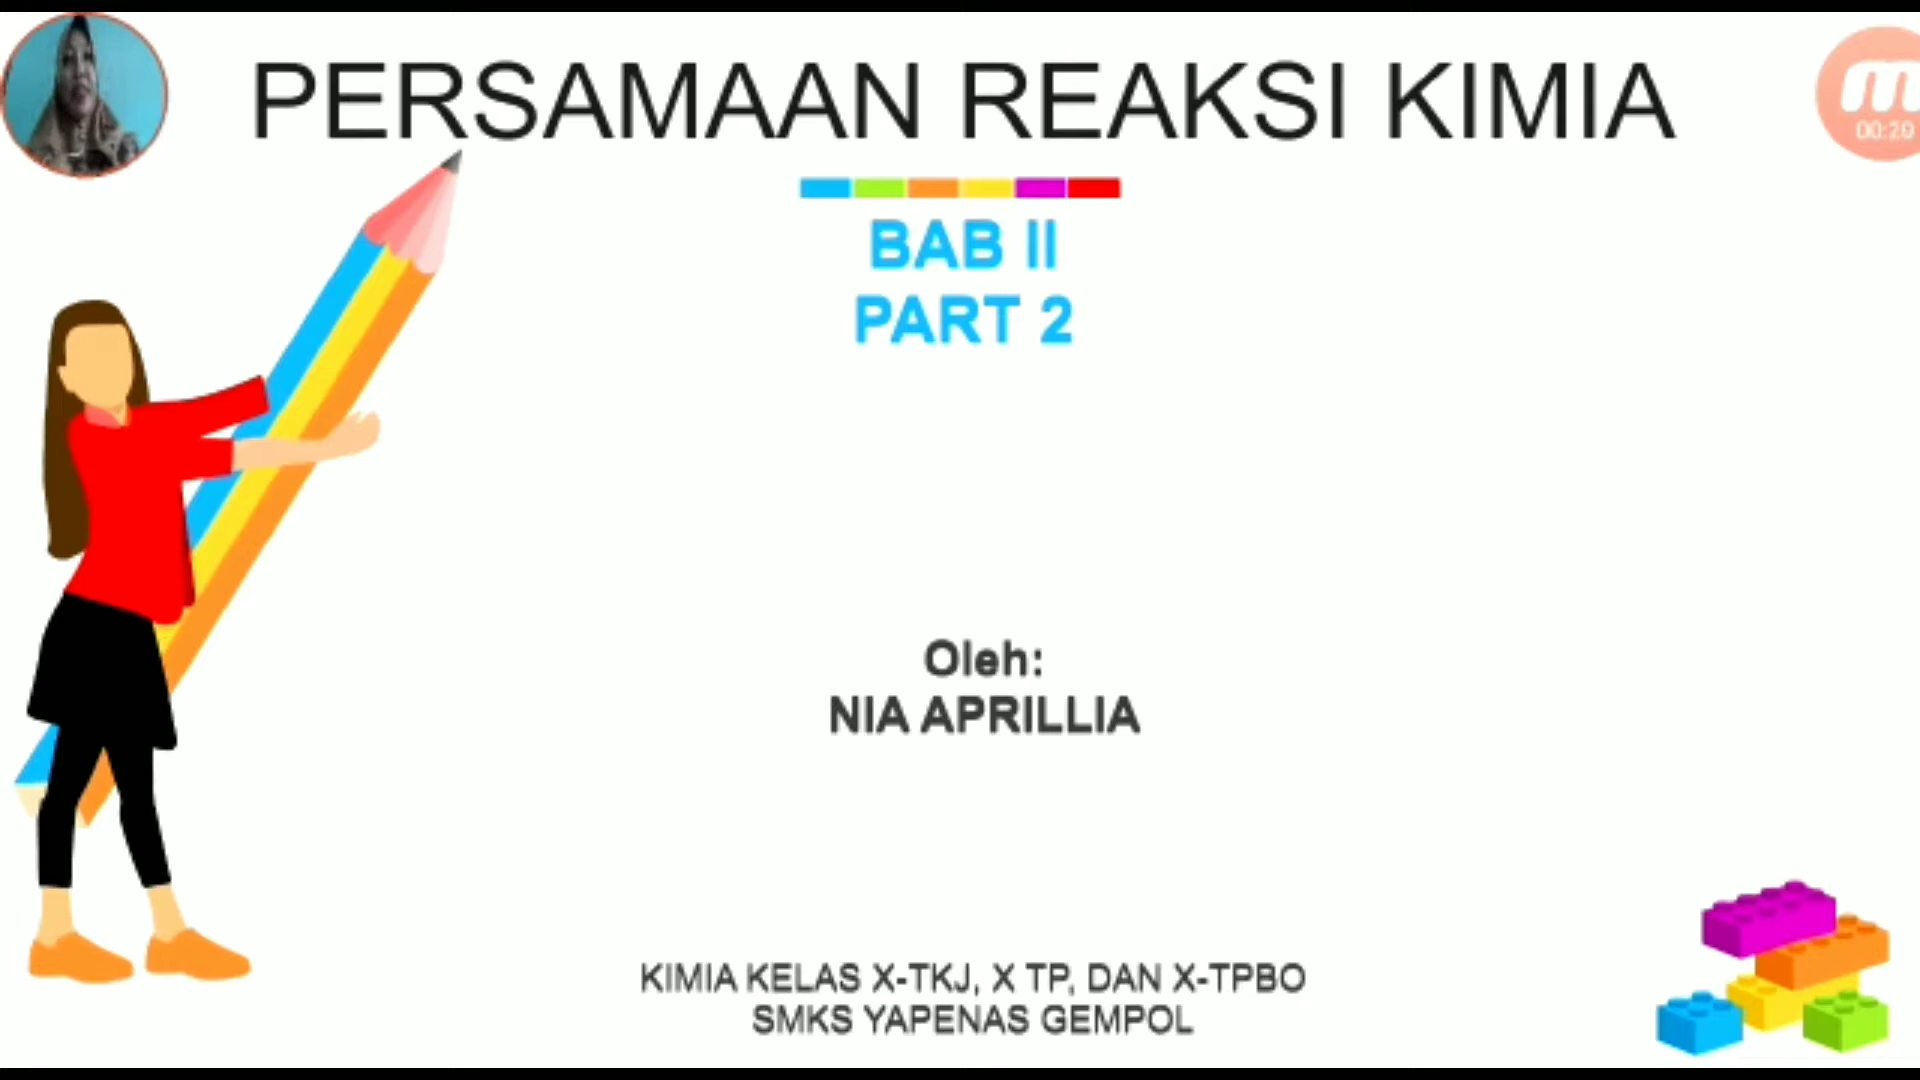 PERSAMAAN REAKSI KIMIA
00:20
BAB II
PART 2
Oleh:
NIA APRILLIA
KIMIA KELAS X-TKJ, X TP, DAN X-TPBO
SMKS YAPENAS GEMPOL